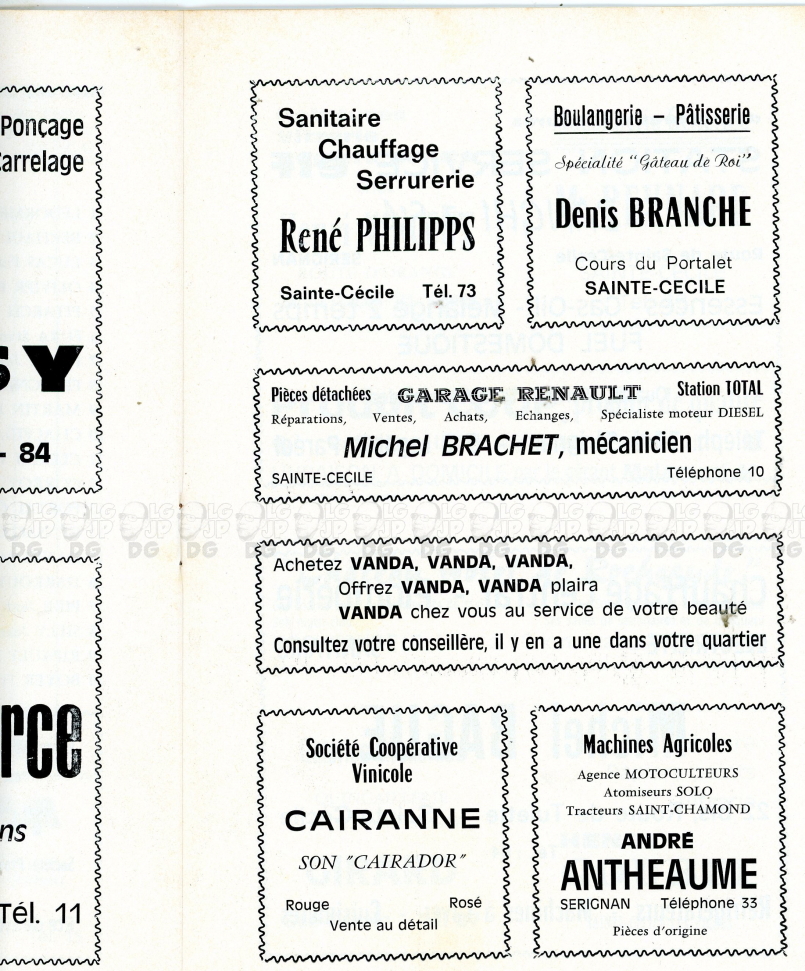 Ponçage
Carrelage
SY
- 84
rce
ns
Tél. 11
Sanitaire
Chauffage
Serrurerie
René PHILIPPS
Sainte-Cécile Tél. 73
Boulangerie – Pâtisserie
Spécialité "Gâteau de Roi"
Denis BRANCHE
Cours du Portalet
SAINTE-CECILE
Pièces détachées GARAGE RENAULT Station TOTAL
Réparations, Ventes, Achats, Echanges, Spécialiste moteur DIESEL
Michel BRACHET, mécanicien
SAINTE-CECILE Téléphone 10
Achetez VANDA, VANDA, VANDA,
Offrez VANDA, VANDA plaira
VANDA chez vous au service de votre beauté
Consultez votre conseillère, il y en a une dans votre quartier
Société Coopérative
Vinicole
CAIRANNE
SON "CAIRADOR"
Rouge Rosé
Vente au détail
Machines Agricoles
Agence MOTOCULTEURS
Atomiseurs SOLO
Tracteurs SAINT-CHAMOND
ANDRÉ
ANTHEAUME
SERIGNAN Téléphone 33
Pièces d'origine